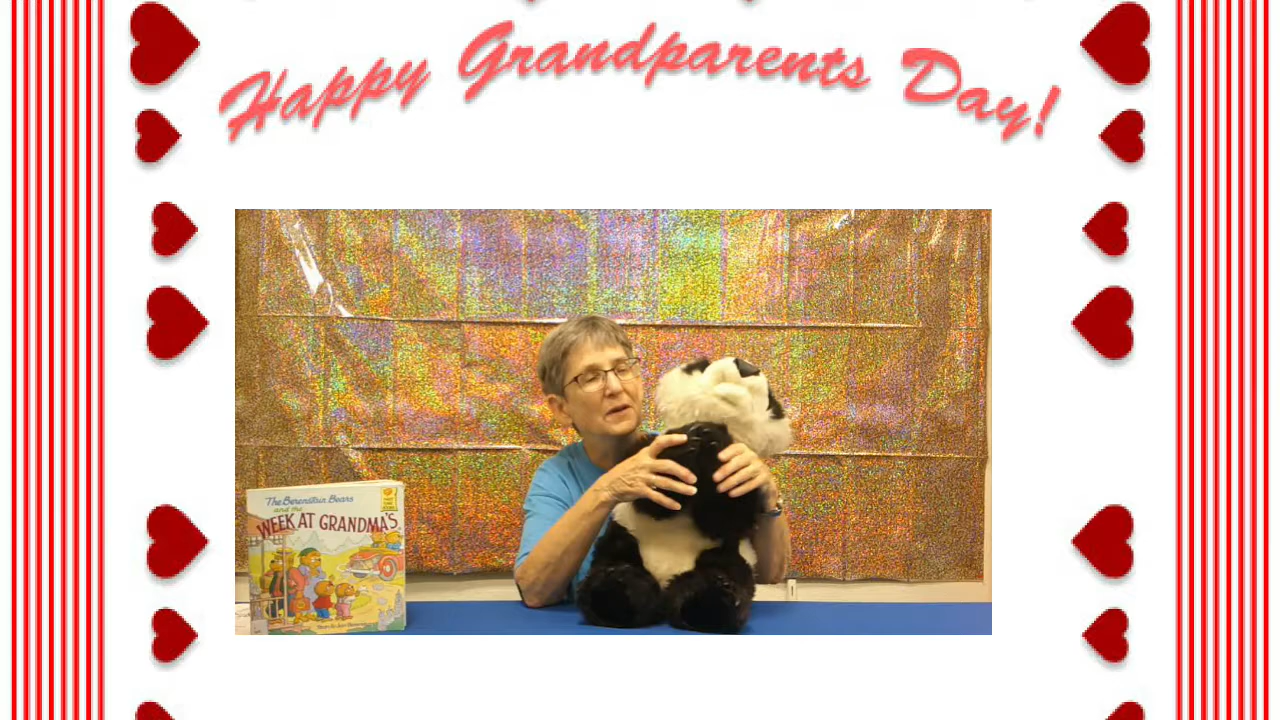 Happy Grandparents Day!
The Berenstain Bears
and the
WEEK AT GRANDMA'S